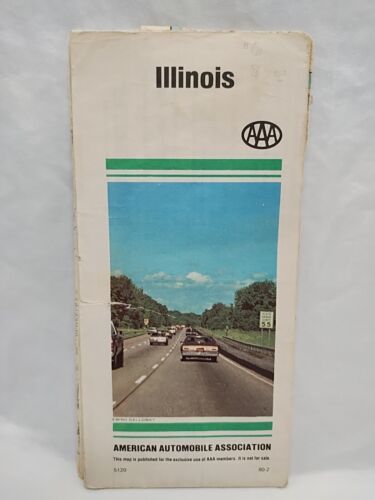 Illinois
AAA
55
AMERICAN AUTOMOBILE ASSOCIATION
This map is published for the exclusive use of AAA members. It is not for sale.
5120
80-2